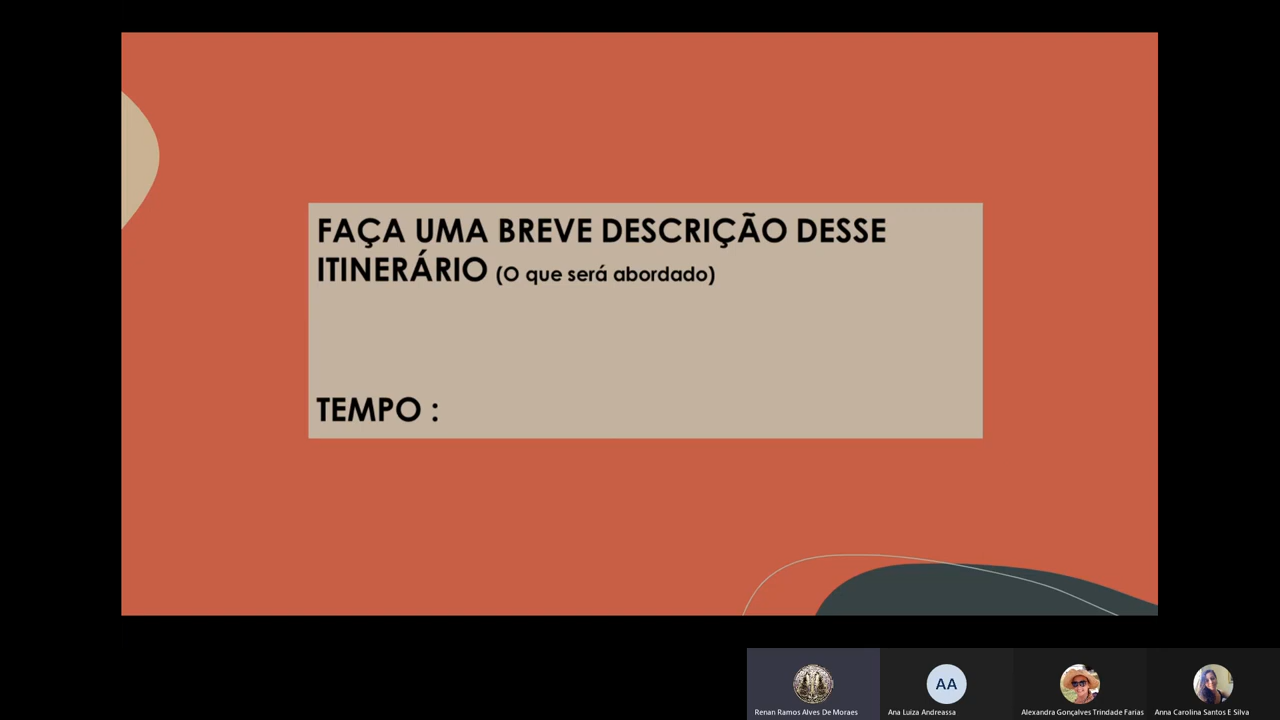 FAÇA UMA BREVE DESCRIÇÃO DESSE
ITINERÁRIO (O que será abordado)
TEMPO :
AA
Renan Ramos Alves De Moraes
Ana Luiza Andreassa
Alexandra Gonçalves Trindade Farias
Anna Carolina Santos E Silva